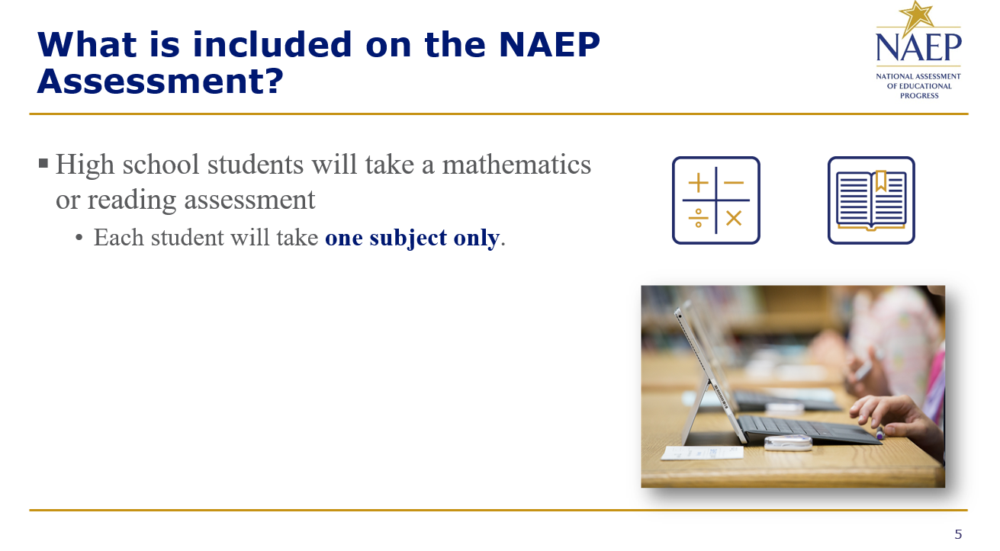 What is included on the NAEP
Assessment?
NAEP
NATIONAL ASSESSMENT
OF EDUCATIONAL
PROGRESS
▪ High school students will take a mathematics
or reading assessment
• Each student will take one subject only.
5